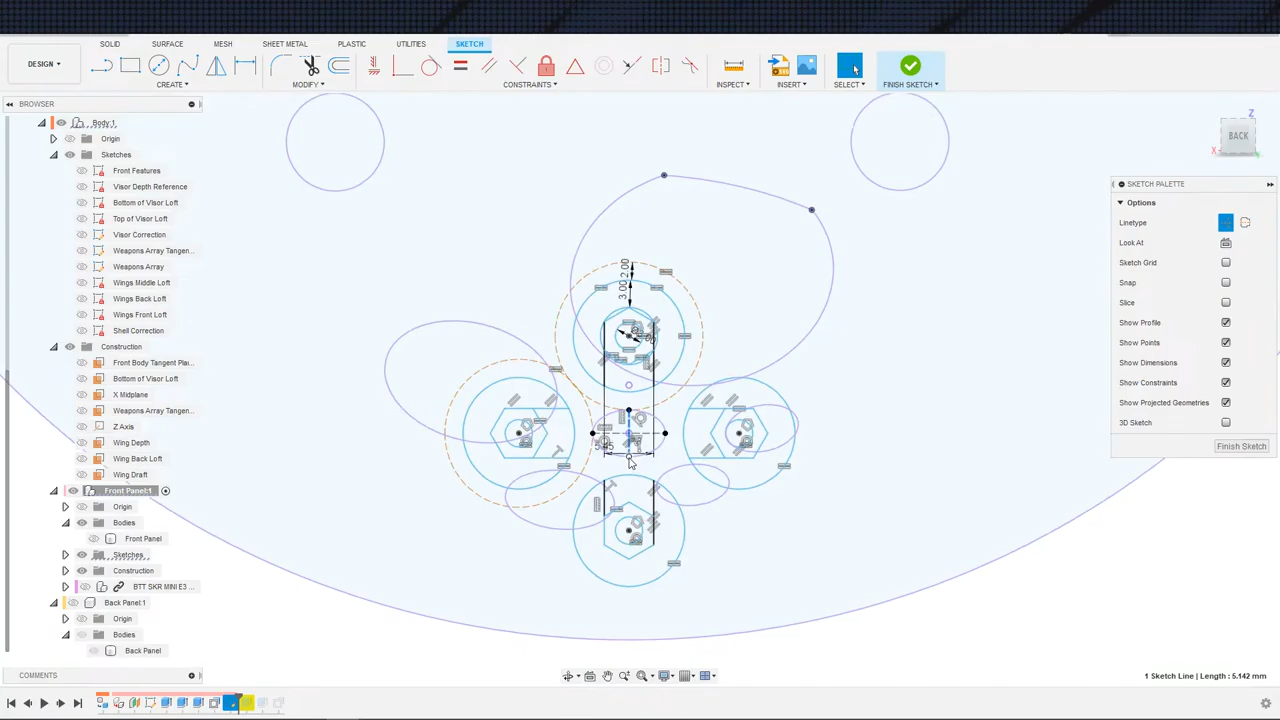 SOLID SURFACE MESH SHEET METAL PLASTIC UTILITIES SKETCH
DESIGN
CREATE MODIFY CONSTRAINTS INSPECT INSERT SELECT FINISH SKETCH
BROWSER
Body:1
Origin
Sketches
Front Features
Visor Depth Reference
Bottom of Visor Loft
Top of Visor Loft
Visor Correction
Weapons Array Tangen...
Weapons Array
Wings Middle Loft
Wings Back Loft
Wings Front Loft
Shell Correction
Construction
Front Body Tangent Pla...
Bottom of Visor Loft
X Midplane
Weapons Array Tangen...
Z Axis
Wing Depth
Wing Back Loft
Wing Draft
Front Panel:1
Origin
Bodies
Front Panel
Sketches
Construction
BTT SKR MINI E3 ...
Back Panel:1
Origin
Bodies
Back Panel
COMMENTS
2.00
3.00
Z
BACK
X
SKETCH PALETTE
Options
Linetype
Look At
Sketch Grid
Snap
Slice
Show Profile
Show Points
Show Dimensions
Show Constraints
Show Projected Geometries
3D Sketch
Finish Sketch
1 Sketch Line | Length : 5.142 mm